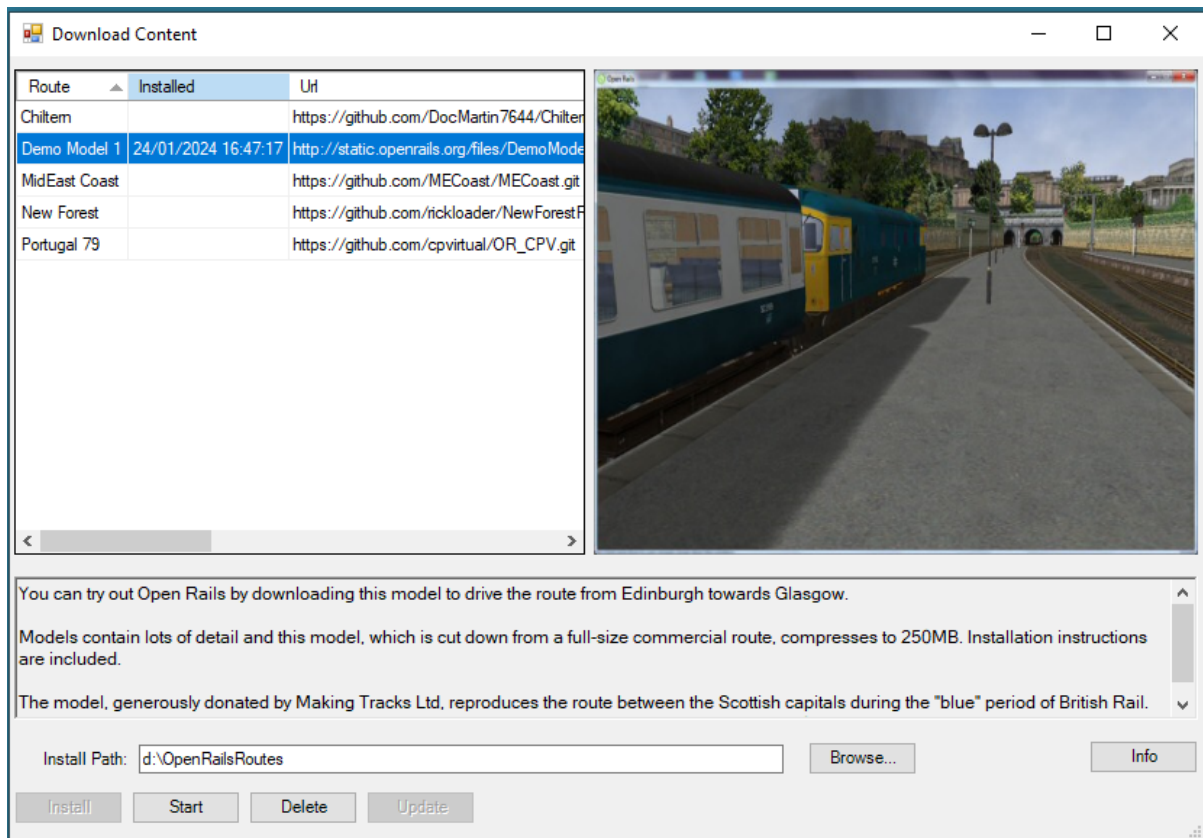 Download Content
Route Installed Url
Chiltern https://github.com/DocMartin7644/Chilter
Demo Model 1 24/01/2024 16:47:17 http://static.openrails.org/files/DemoMode
MidEast Coast https://github.com/MECoast/MECoast.git
New Forest https://github.com/rickloader/NewForestF
Portugal 79 https://github.com/cpvirtual/OR_CPV.git
Open Rails
You can try out Open Rails by downloading this model to drive the route from Edinburgh towards Glasgow.
Models contain lots of detail and this model, which is cut down from a full-size commercial route, compresses to 250MB. Installation instructions
are included.
The model, generously donated by Making Tracks Ltd, reproduces the route between the Scottish capitals during the "blue" period of British Rail.
Install Path: d:\OpenRailsRoutes Browse... Info
Install Start Delete Update